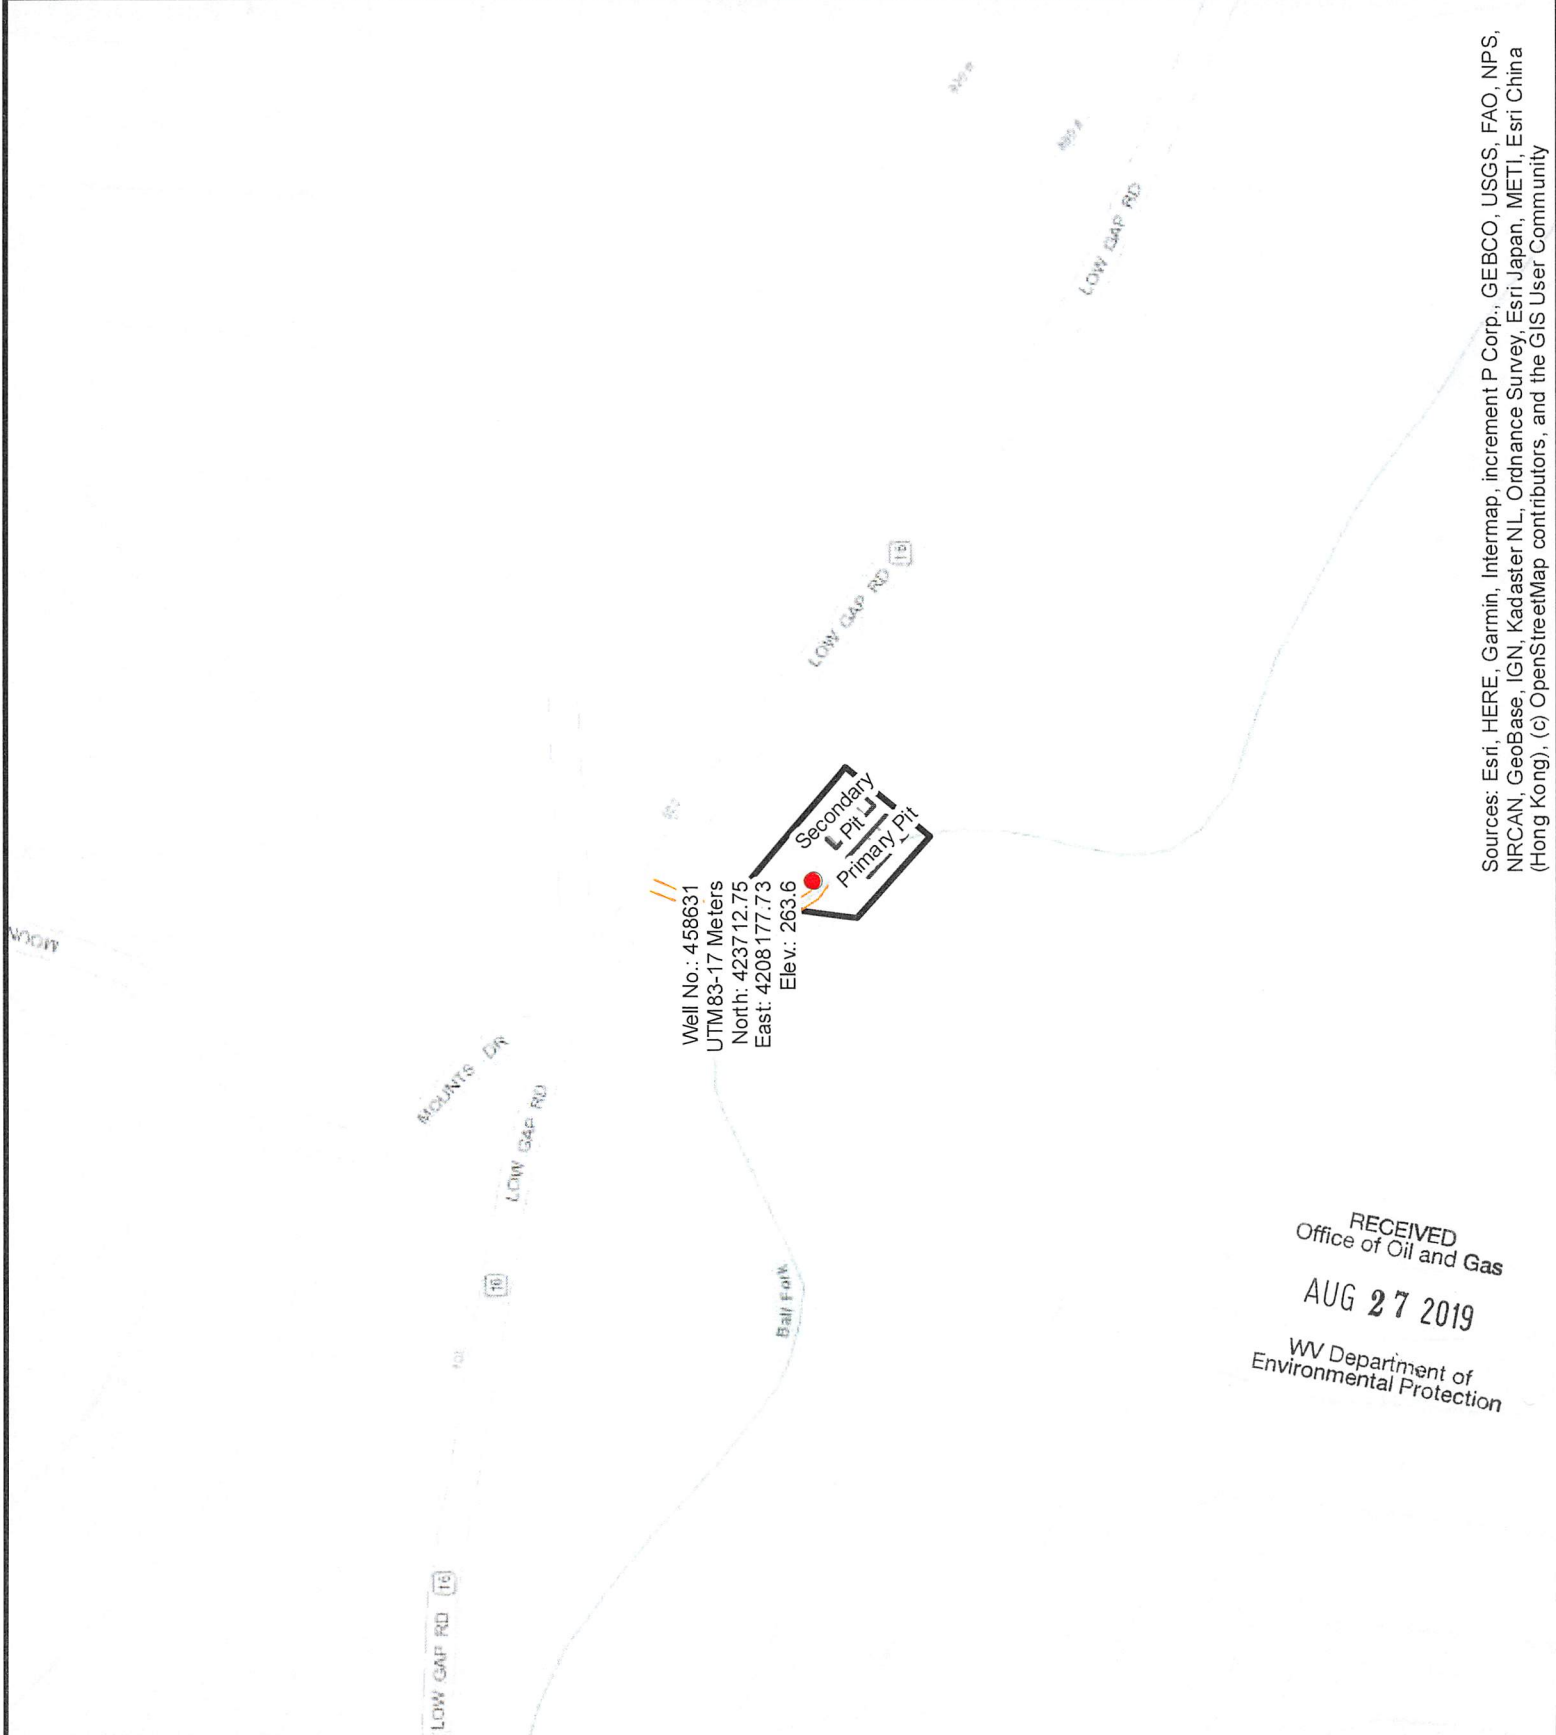 MOUNTS DR
LOW GAP RD
16
LOW GAP RD
16
Ball Fork
Well No.: 458631
UTM83-17 Meters
North: 423712.75
East: 4208177.73
Elev.: 263.6
Secondary
Pit
Primary Pit
LOW GAP RD
16
LOW GAP RD
Sources: Esri, HERE, Garmin, Intermap, increment P Corp., GEBCO, USGS, FAO, NPS,
NRCAN, GeoBase, IGN, Kadaster NL, Ordnance Survey, Esri Japan, METI, Esri China
(Hong Kong), (c) OpenStreetMap contributors, and the GIS User Community
RECEIVED
Office of Oil and Gas
AUG 27 2019
WV Department of
Environmental Protection